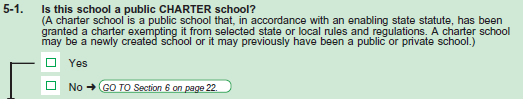 5-1. Is this school a public CHARTER school?
(A charter school is a public school that, in accordance with an enabling state statute, has been
granted a charter exempting it from selected state or local rules and regulations. A charter school
may be a newly created school or it may previously have been a public or private school.)
Yes
No → GO TO Section 6 on page 22.